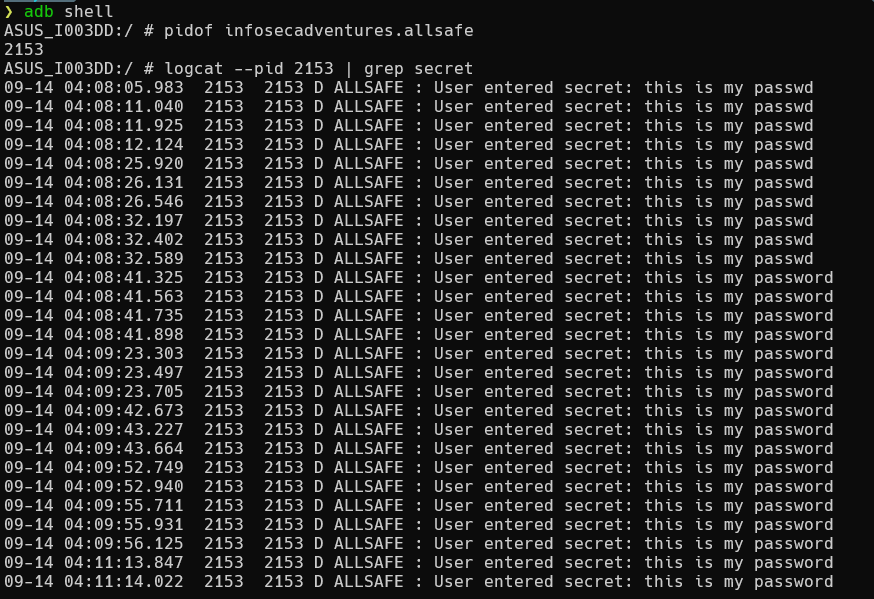 ❯ adb shell
ASUS_I003DD:/ # pidof infosecadventures.allsafe
2153
ASUS_I003DD:/ # logcat --pid 2153 | grep secret
09-14 04:08:05.983  2153  2153 D ALLSAFE : User entered secret: this is my passwd
09-14 04:08:11.040  2153  2153 D ALLSAFE : User entered secret: this is my passwd
09-14 04:08:11.925  2153  2153 D ALLSAFE : User entered secret: this is my passwd
09-14 04:08:12.124  2153  2153 D ALLSAFE : User entered secret: this is my passwd
09-14 04:08:25.920  2153  2153 D ALLSAFE : User entered secret: this is my passwd
09-14 04:08:26.131  2153  2153 D ALLSAFE : User entered secret: this is my passwd
09-14 04:08:26.546  2153  2153 D ALLSAFE : User entered secret: this is my passwd
09-14 04:08:32.197  2153  2153 D ALLSAFE : User entered secret: this is my passwd
09-14 04:08:32.402  2153  2153 D ALLSAFE : User entered secret: this is my passwd
09-14 04:08:32.589  2153  2153 D ALLSAFE : User entered secret: this is my passwd
09-14 04:08:41.325  2153  2153 D ALLSAFE : User entered secret: this is my password
09-14 04:08:41.563  2153  2153 D ALLSAFE : User entered secret: this is my password
09-14 04:08:41.735  2153  2153 D ALLSAFE : User entered secret: this is my password
09-14 04:08:41.898  2153  2153 D ALLSAFE : User entered secret: this is my password
09-14 04:09:23.303  2153  2153 D ALLSAFE : User entered secret: this is my password
09-14 04:09:23.497  2153  2153 D ALLSAFE : User entered secret: this is my password
09-14 04:09:23.705  2153  2153 D ALLSAFE : User entered secret: this is my password
09-14 04:09:42.673  2153  2153 D ALLSAFE : User entered secret: this is my password
09-14 04:09:43.227  2153  2153 D ALLSAFE : User entered secret: this is my password
09-14 04:09:43.664  2153  2153 D ALLSAFE : User entered secret: this is my password
09-14 04:09:52.749  2153  2153 D ALLSAFE : User entered secret: this is my password
09-14 04:09:52.940  2153  2153 D ALLSAFE : User entered secret: this is my password
09-14 04:09:55.711  2153  2153 D ALLSAFE : User entered secret: this is my password
09-14 04:09:55.931  2153  2153 D ALLSAFE : User entered secret: this is my password
09-14 04:09:56.125  2153  2153 D ALLSAFE : User entered secret: this is my password
09-14 04:11:13.847  2153  2153 D ALLSAFE : User entered secret: this is my password
09-14 04:11:14.022  2153  2153 D ALLSAFE : User entered secret: this is my password